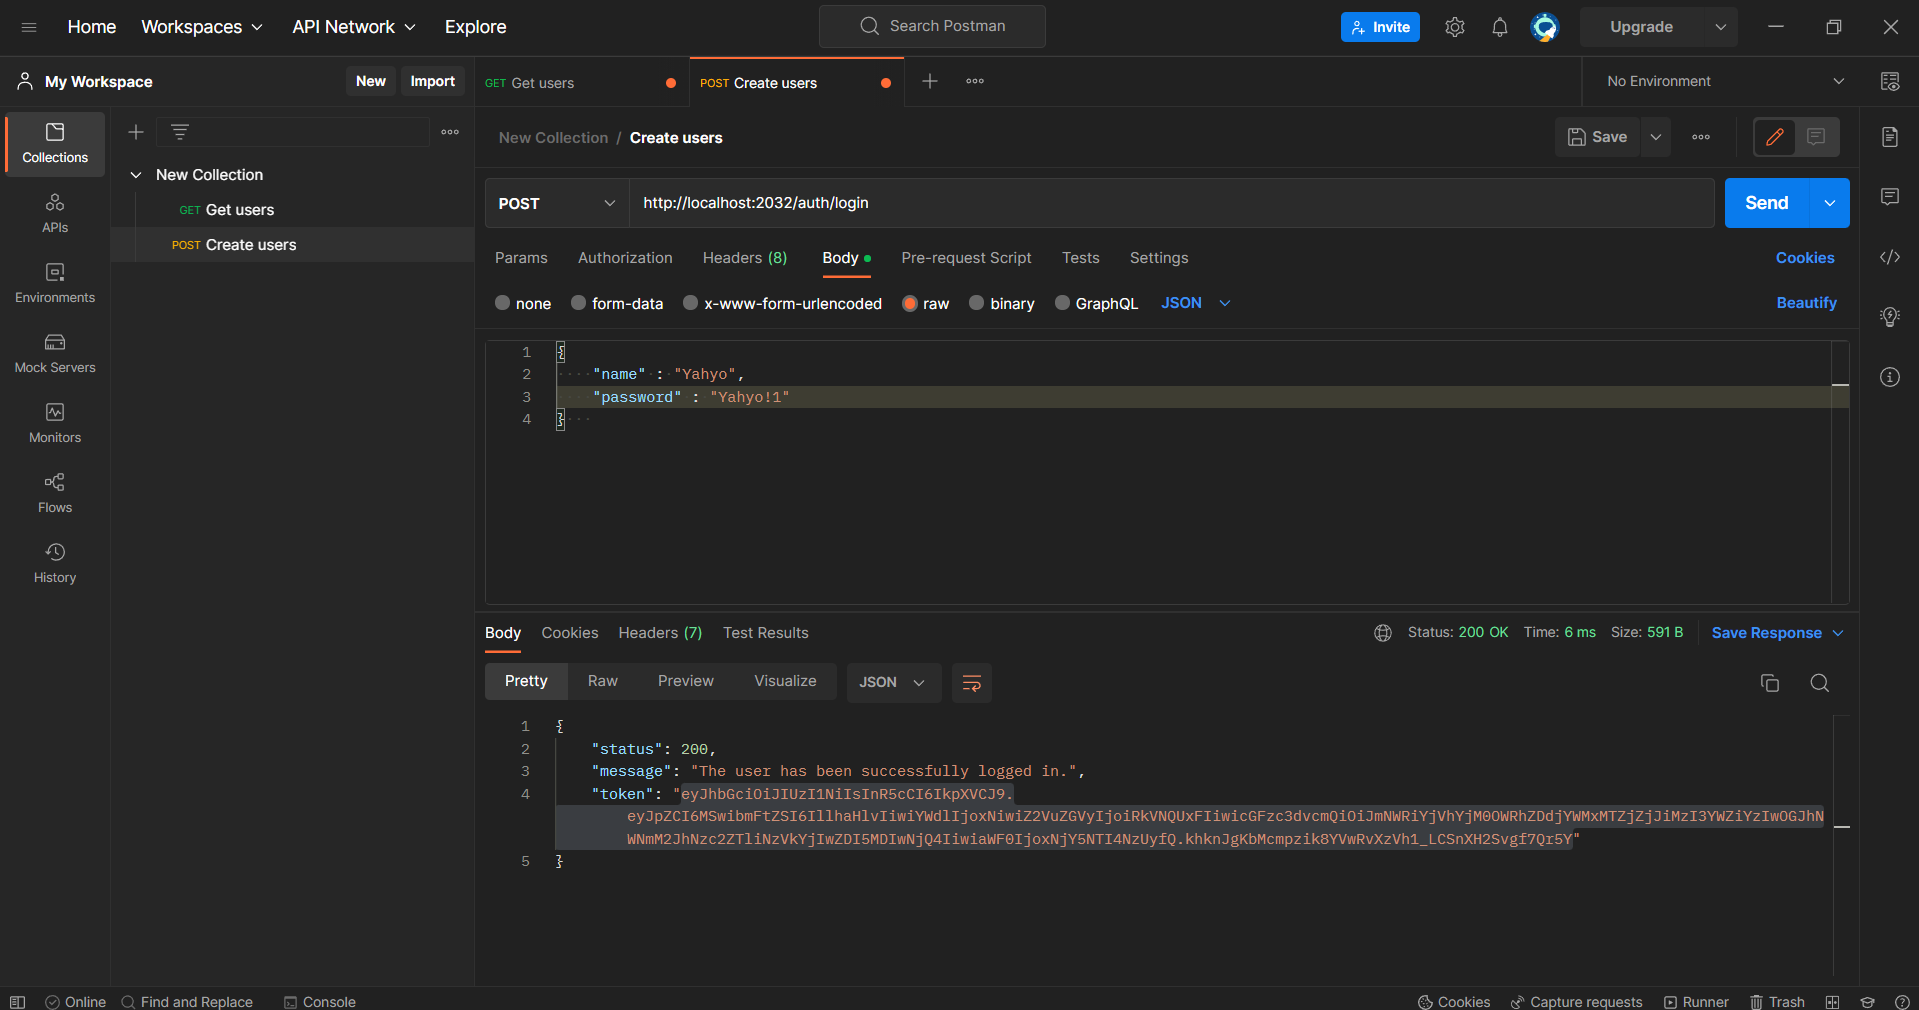 Home Workspaces API Network Explore Search Postman Invite Upgrade
My Workspace New Import GET Get users POST Create users No Environment
Collections
APIs
Environments
Mock Servers
Monitors
Flows
History
New Collection
GET Get users
POST Create users
New Collection / Create users Save
POST http://localhost:2032/auth/login Send
Params Authorization Headers (8) Body Pre-request Script Tests Settings Cookies
none form-data x-www-form-urlencoded raw binary GraphQL JSON Beautify
1 {
2 "name" : "Yahyo",
3 "password" : "Yahyo!1"
4 }
Body Cookies Headers (7) Test Results Status: 200 OK Time: 6 ms Size: 591 B Save Response
Pretty Raw Preview Visualize JSON
1 {
2 "status": 200,
3 "message": "The user has been successfully logged in.",
4 "token": "eyJhbGciOiJIUzI1NiIsInR5cCI6IkpXVCJ9.
eyJpZCI6MSwibmFtZSI6IllhaHlvIiwiYWdlIjoxNiwiZ2VuZGVyIjoiRkVNQUxFIiwicGFzc3dvcmQiOiJmNWRiYjVhYjM0OWRhZDdjYWMxMTZjZjJiMzI3YWZiYzIwOGJhN
WNmM2JhNzc2ZTliNzVkYjIwZDI5MDIwNjQ4IiwiaWF0IjoxNjY5NTI4NzUyfQ.khknJgKbMcmpzik8YVwRvXzVh1_LCSnXH2Svgf7Qr5Y"
5 }
Online Find and Replace Console Cookies Capture requests Runner Trash